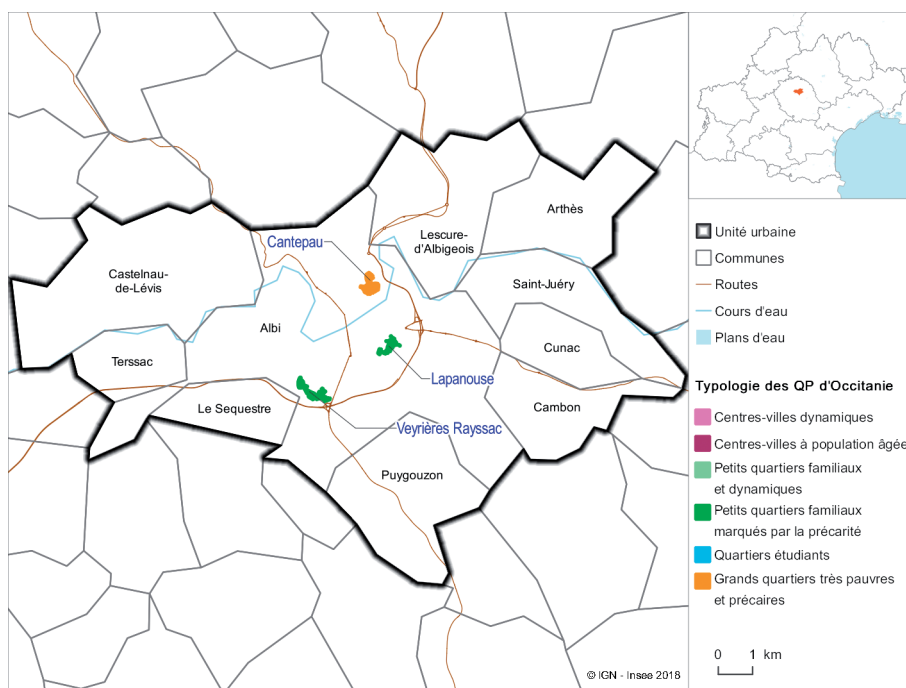 Cantepau
Lescure-
d'Albigeois
Arthès
Castelnau-
de-Lévis
Saint-Juéry
Albi
Terssac
Cunac
Lapanouse
Le Sequestre
Cambon
Veyrières Rayssac
Puygouzon
© IGN - Insee 2018
Unité urbaine
Communes
Routes
Cours d'eau
Plans d'eau
Typologie des QP d'Occitanie
Centres-villes dynamiques
Centres-villes à population âgée
Petits quartiers familiaux
et dynamiques
Petits quartiers familiaux
marqués par la précarité
Quartiers étudiants
Grands quartiers très pauvres
et précaires
0 1 km